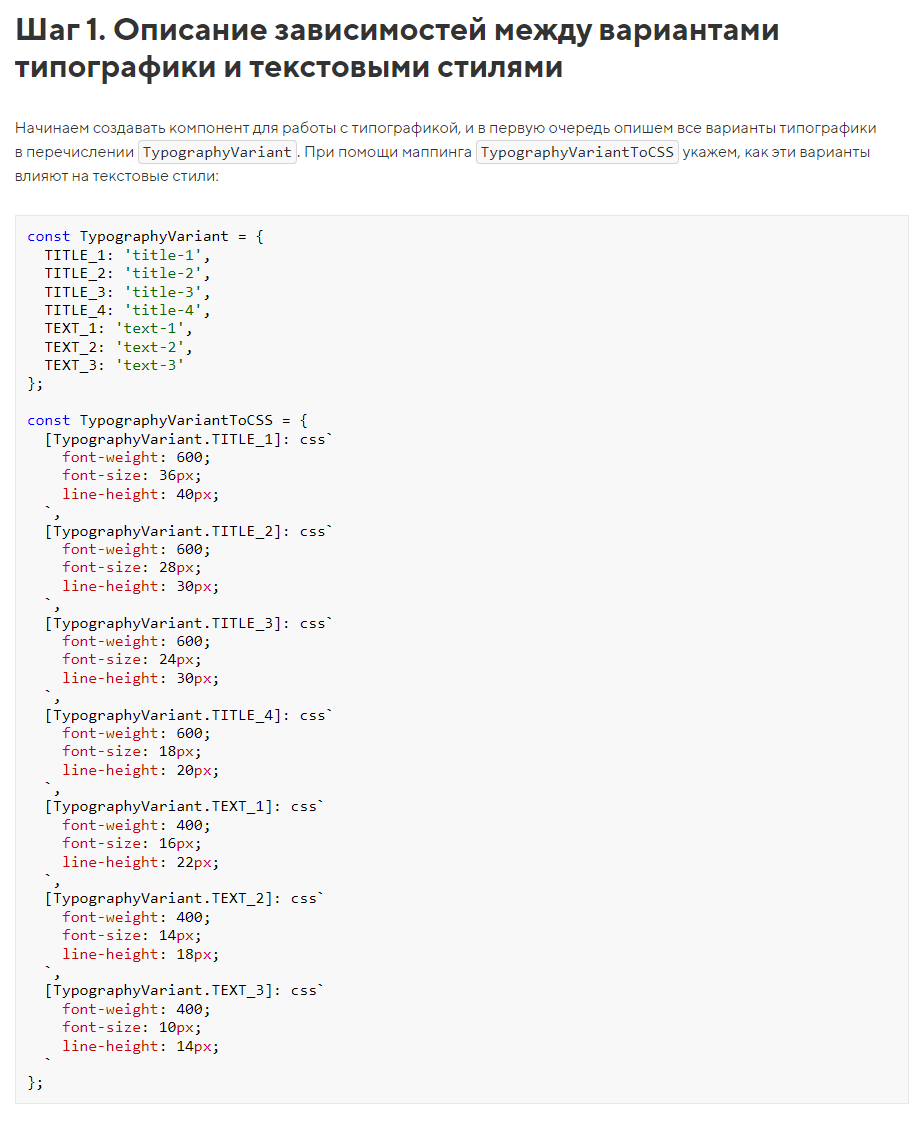 Шаг 1. Описание зависимостей между вариантами
типографики и текстовыми стилями
Начинаем создавать компонент для работы с типографикой, и в первую очередь опишем все варианты типографики
в перечислении TypographyVariant. При помощи маппинга TypographyVariantToCSS укажем, как эти варианты
влияют на текстовые стили:
const TypographyVariant = {
  TITLE_1: 'title-1',
  TITLE_2: 'title-2',
  TITLE_3: 'title-3',
  TITLE_4: 'title-4',
  TEXT_1: 'text-1',
  TEXT_2: 'text-2',
  TEXT_3: 'text-3'
};
const TypographyVariantToCSS = {
  [TypographyVariant.TITLE_1]: css`
    font-weight: 600;
    font-size: 36px;
    line-height: 40px;
  `,
  [TypographyVariant.TITLE_2]: css`
    font-weight: 600;
    font-size: 28px;
    line-height: 30px;
  `,
  [TypographyVariant.TITLE_3]: css`
    font-weight: 600;
    font-size: 24px;
    line-height: 30px;
  `,
  [TypographyVariant.TITLE_4]: css`
    font-weight: 600;
    font-size: 18px;
    line-height: 20px;
  `,
  [TypographyVariant.TEXT_1]: css`
    font-weight: 400;
    font-size: 16px;
    line-height: 22px;
  `,
  [TypographyVariant.TEXT_2]: css`
    font-weight: 400;
    font-size: 14px;
    line-height: 18px;
  `,
  [TypographyVariant.TEXT_3]: css`
    font-weight: 400;
    font-size: 10px;
    line-height: 14px;
  `
};